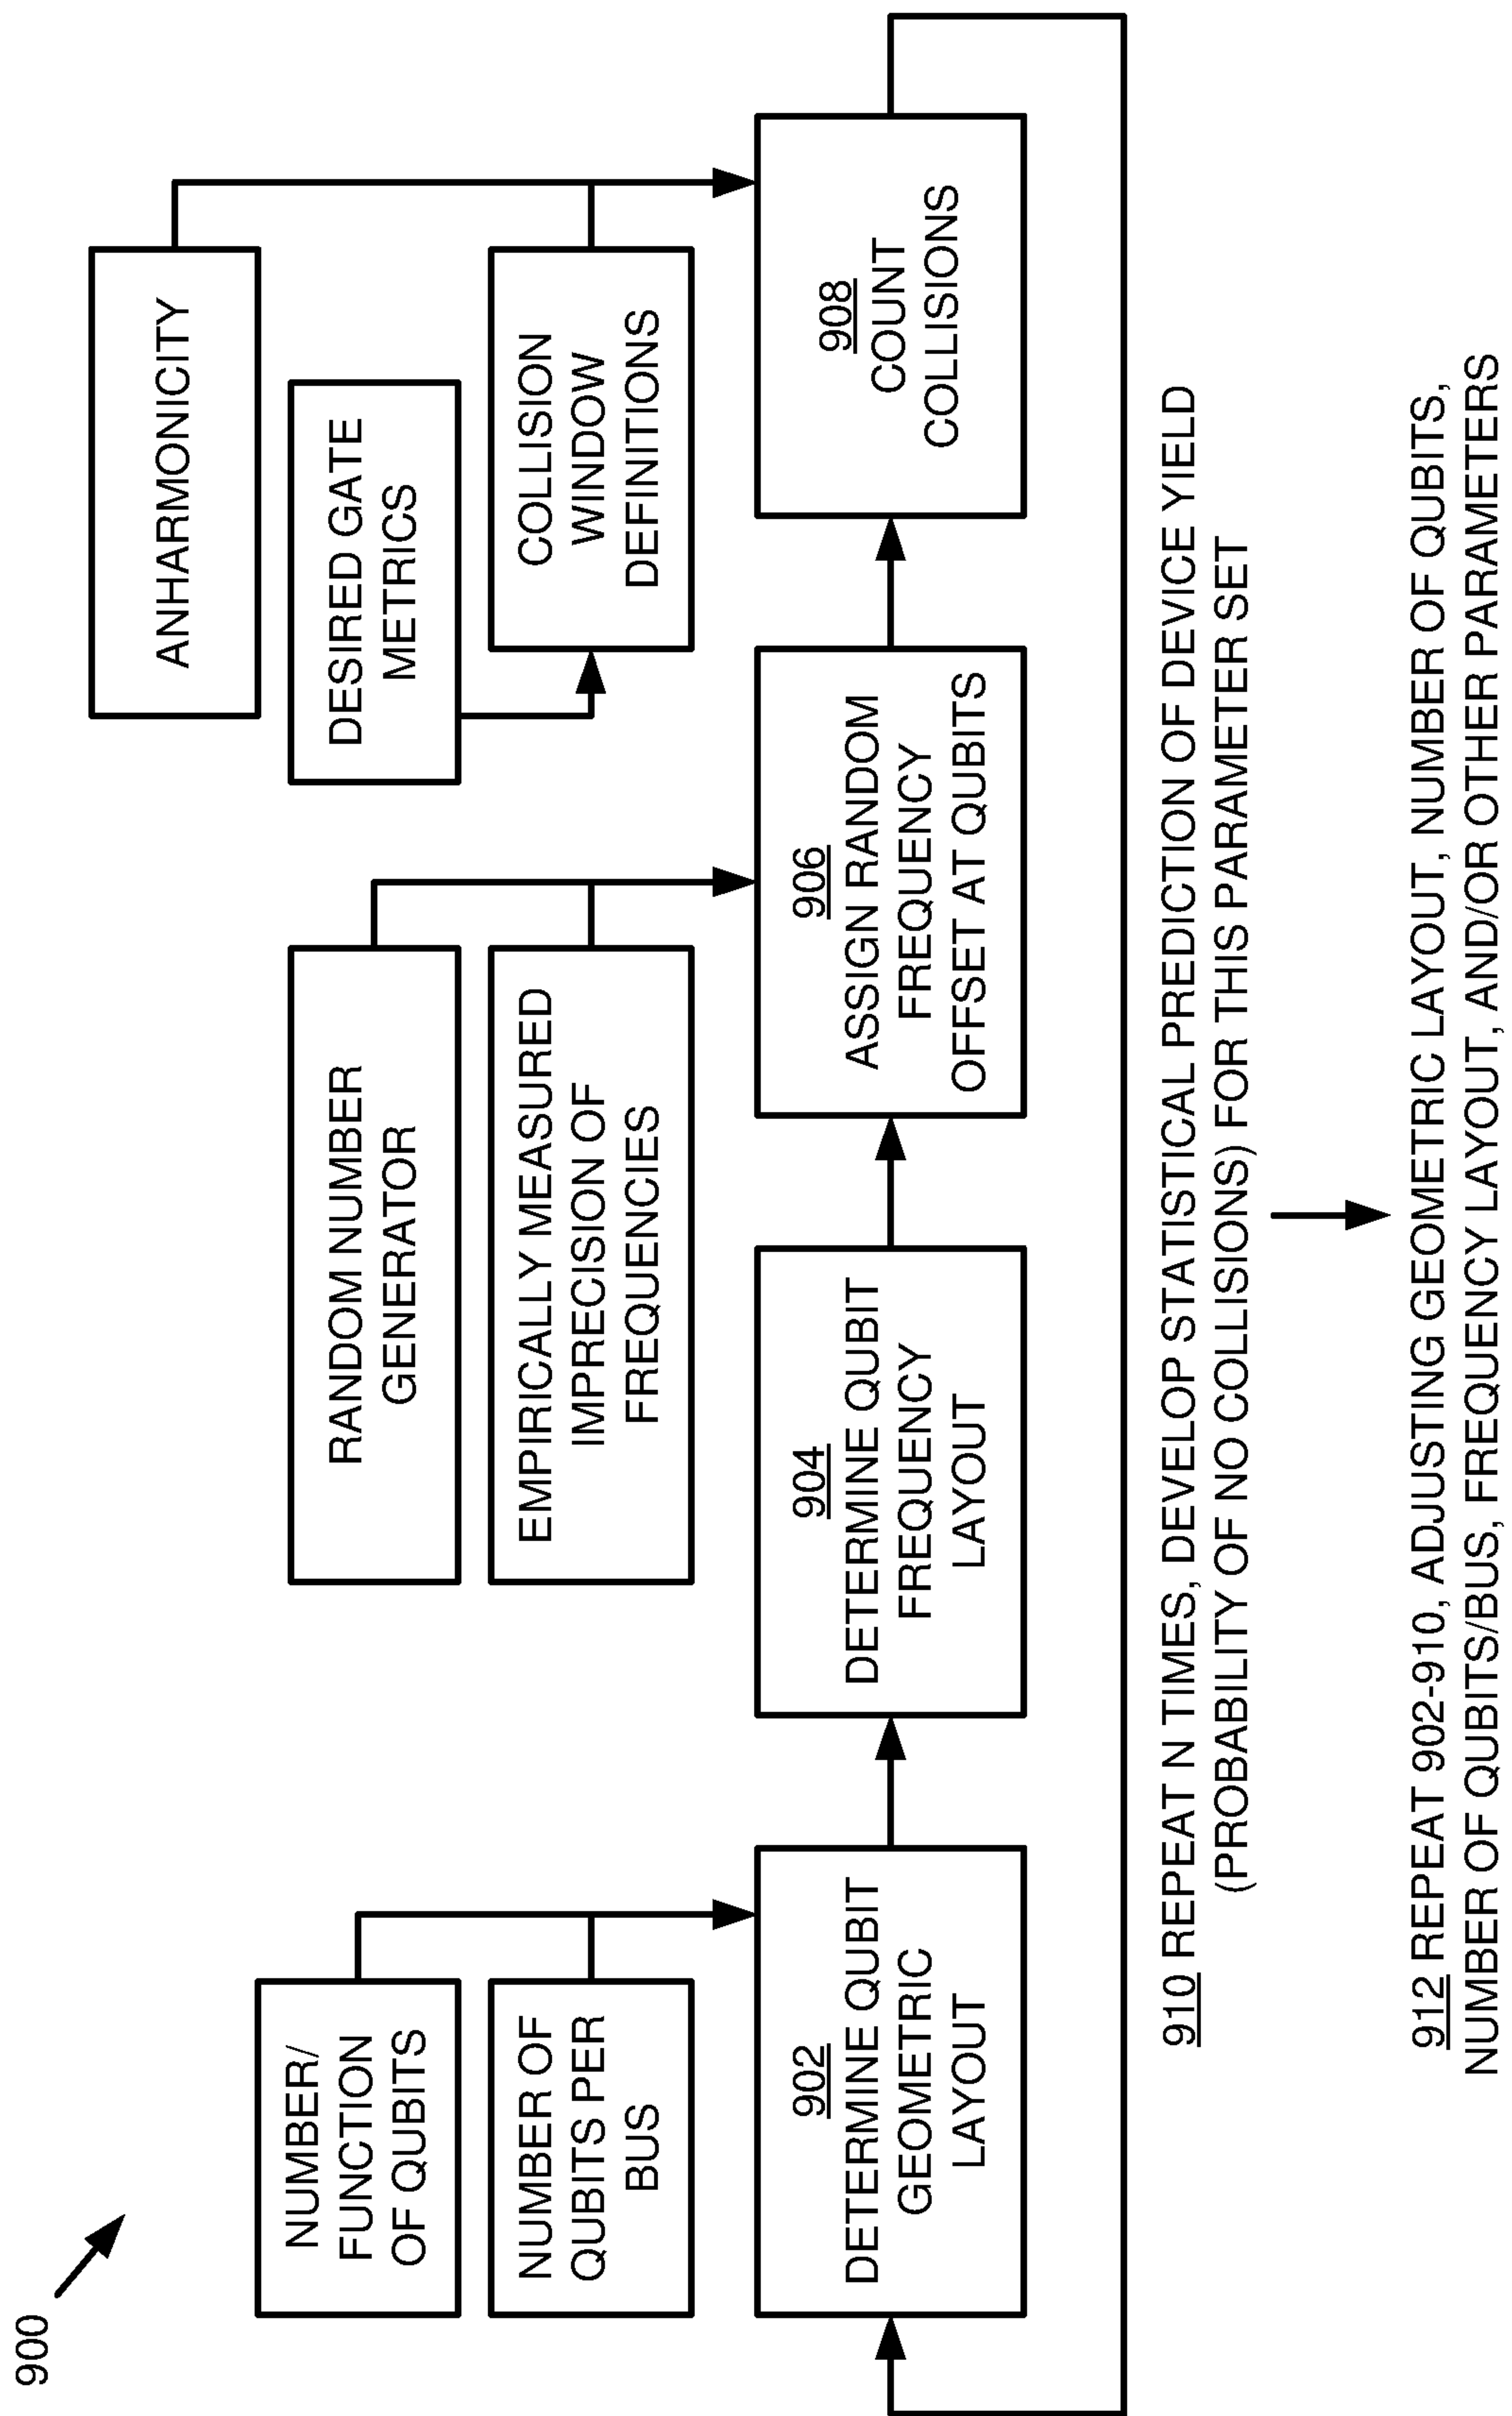 900
NUMBER/
FUNCTION
OF QUBITS
NUMBER OF
QUBITS PER
BUS
RANDOM NUMBER
GENERATOR
EMPIRICALLY MEASURED
IMPRECISION OF
FREQUENCIES
ANHARMONICITY
DESIRED GATE
METRICS
COLLISION
WINDOW
DEFINITIONS
902
DETERMINE QUBIT
GEOMETRIC
LAYOUT
904
DETERMINE QUBIT
FREQUENCY
LAYOUT
906
ASSIGN RANDOM
FREQUENCY
OFFSET AT QUBITS
908
COUNT
COLLISIONS
910 REPEAT N TIMES, DEVELOP STATISTICAL PREDICTION OF DEVICE YIELD
(PROBABILITY OF NO COLLISIONS) FOR THIS PARAMETER SET
912 REPEAT 902-910, ADJUSTING GEOMETRIC LAYOUT, NUMBER OF QUBITS,
NUMBER OF QUBITS/BUS, FREQUENCY LAYOUT, AND/OR OTHER PARAMETERS